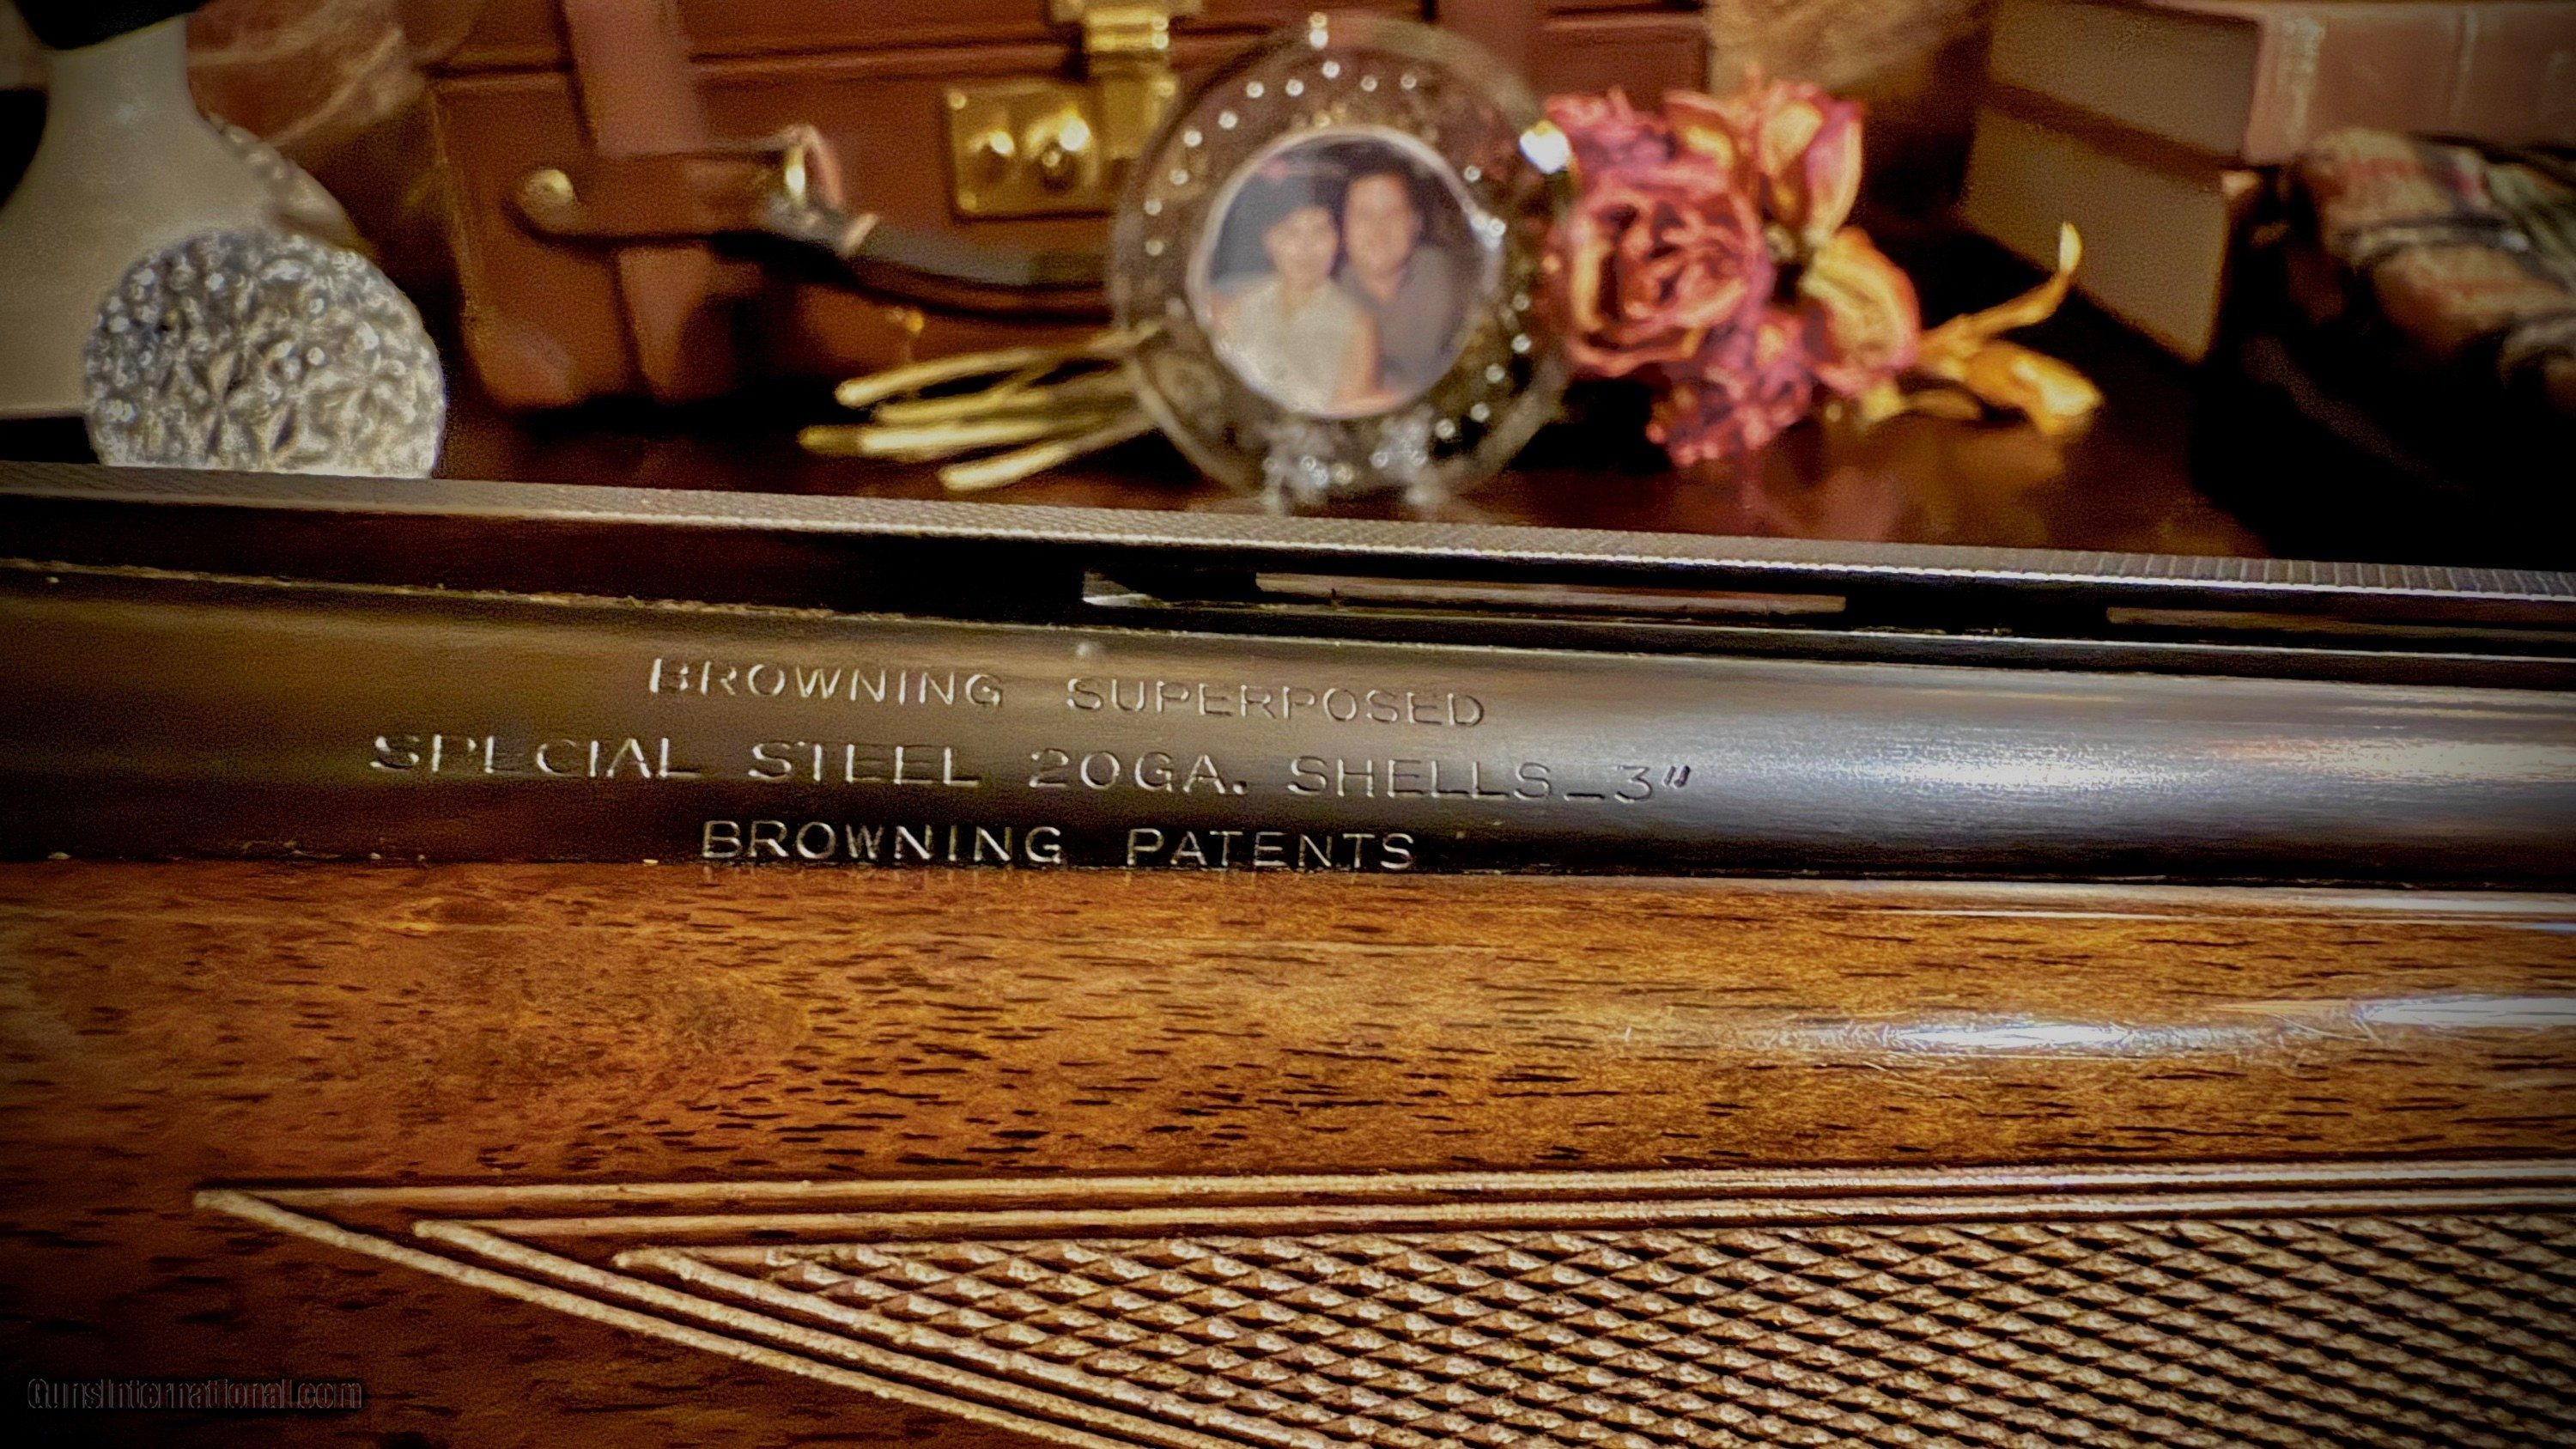 BROWNING SUPERPOSED
SPECIAL STEEL 20GA. SHELLS_3"
BROWNING PATENTS
GunsInternational.com